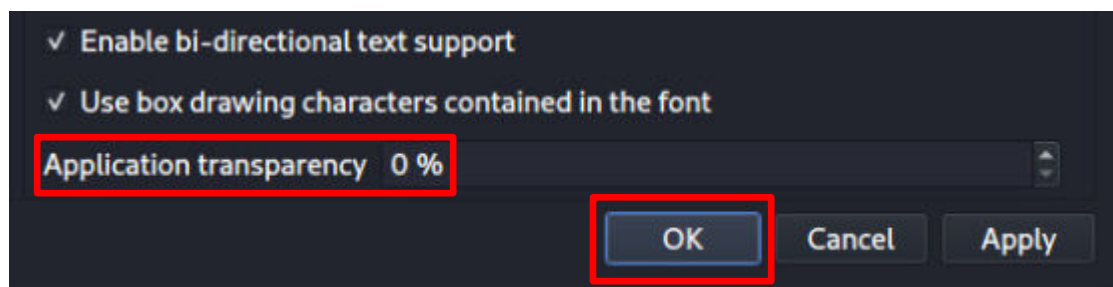 ✓ Enable bi-directional text support
✓ Use box drawing characters contained in the font
Application transparency 0 %
OK Cancel Apply